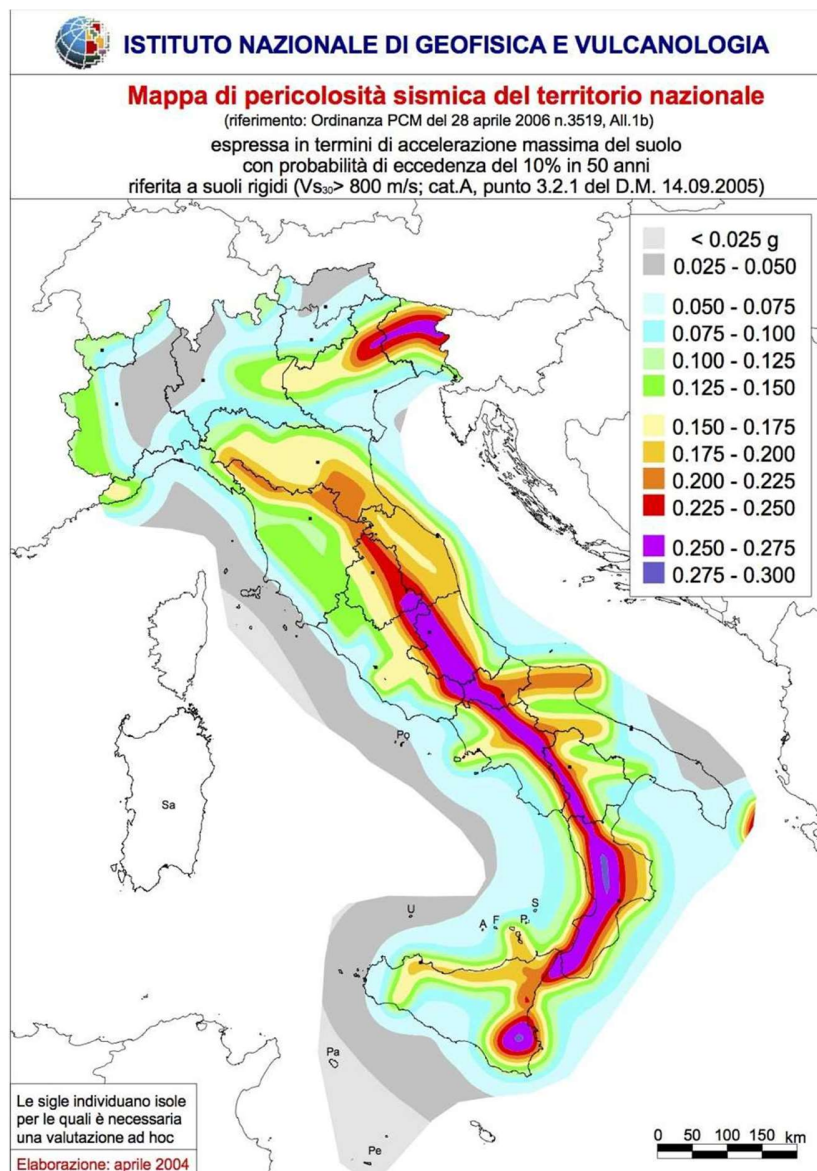 ISTITUTO NAZIONALE DI GEOFISICA E VULCANOLOGIA
Mappa di pericolosità sismica del territorio nazionale
(riferimento: Ordinanza PCM del 28 aprile 2006 n.3519, All.1b)
espressa in termini di accelerazione massima del suolo
con probabilità di eccedenza del 10% in 50 anni
riferita a suoli rigidi (Vs₃₀> 800 m/s; cat.A, punto 3.2.1 del D.M. 14.09.2005)
< 0.025 g
0.025 - 0.050
0.050 - 0.075
0.075 - 0.100
0.100 - 0.125
0.125 - 0.150
0.150 - 0.175
0.175 - 0.200
0.200 - 0.225
0.225 - 0.250
0.250 - 0.275
0.275 - 0.300
Po
Sa
U
A
F
P
S
Pa
Pe
Le sigle individuano isole
per le quali è necessaria
una valutazione ad hoc
Elaborazione: aprile 2004
0 50 100 150
km